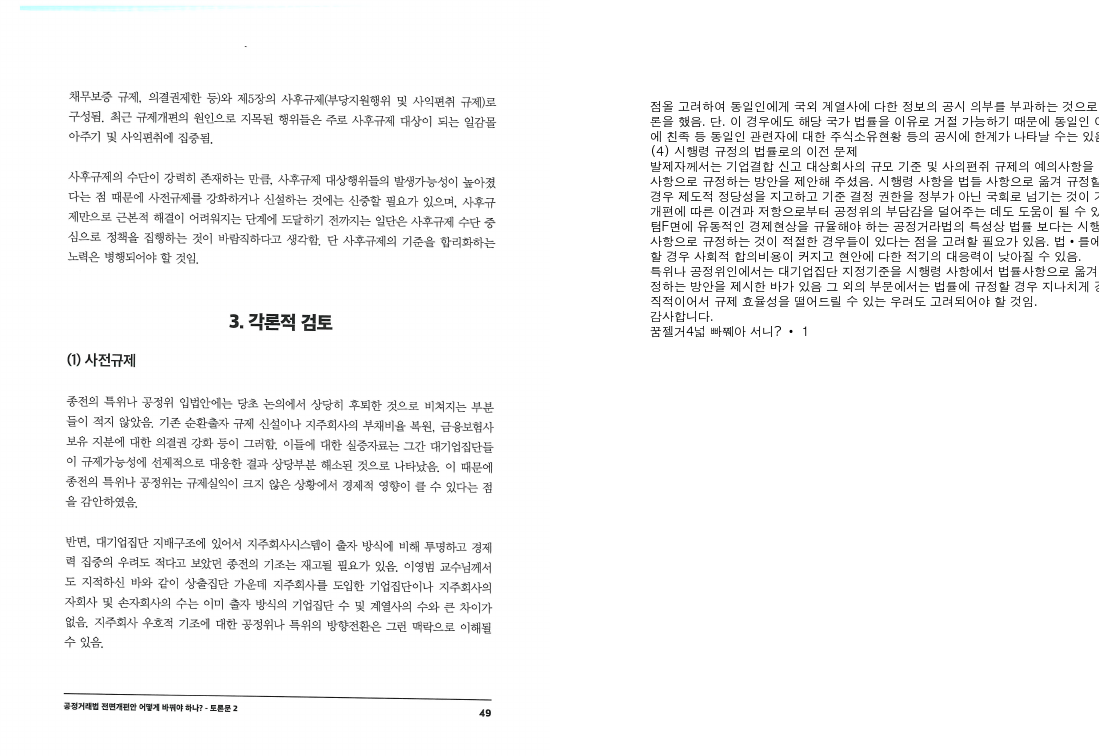 채무보증 규제, 의결권제한 등)와 제5장의 사후규제(부당지원행위 및 사익편취 규제)로
구성됨. 최근 규제개편의 원인으로 지목된 행위들은 주로 사후규제 대상이 되는 일감몰
아주기 및 사익편취에 집중됨.
사후규제의 수단이 강력히 존재하는 만큼, 사후규제 대상행위들의 발생가능성이 높아졌
다는 점 때문에 사전규제를 강화하거나 신설하는 것에는 신중할 필요가 있으며, 사후규
제만으로 근본적 해결이 어려워지는 단계에 도달하기 전까지는 일단은 사후규제 수단 중
심으로 정책을 집행하는 것이 바람직하다고 생각함. 단 사후규제의 기준을 합리화하는
노력은 병행되어야 할 것임.
3. 각론적 검토
(1) 사전규제
종전의 특위나 공정위 입법안에는 당초 논의에서 상당히 후퇴한 것으로 비쳐지는 부분
들이 적지 않았음. 기존 순환출자 규제 신설이나 지주회사의 부채비율 복원, 금융보험사
보유 지분에 대한 의결권 강화 등이 그러함. 이들에 대한 실증자료는 그간 대기업집단들
이 규제가능성에 선제적으로 대응한 결과 상당부분 해소된 것으로 나타났음. 이 때문에
종전의 특위나 공정위는 규제실익이 크지 않은 상황에서 경제적 영향이 클 수 있다는 점
을 감안하였음.
반면, 대기업집단 지배구조에 있어서 지주회사시스템이 출자 방식에 비해 투명하고 경제
력 집중의 우려도 적다고 보았던 종전의 기조는 재고될 필요가 있음. 이영범 교수님께서
도 지적하신 바와 같이 상출집단 가운데 지주회사를 도입한 기업집단이나 지주회사의
자회사 및 손자회사의 수는 이미 출자 방식의 기업집단 수 및 계열사의 수와 큰 차이가
없음. 지주회사 우호적 기조에 대한 공정위나 특위의 방향전환은 그런 맥락으로 이해될
수 있음.
공정거래법 전면개편안 어떻게 바꿔야 하나? - 토론문 2
49
점올 고려하여 동일인에게 국외 계열사에 다한 정보의 공시 의부를 부과하는 것으로
론을 했음. 단. 이 경우에도 해당 국가 법률을 이유로 거절 가능하기 때문에 동일인
에 친족 등 동일인 관련자에 대한 주식소유현황 등의 공시에 한계가 나타날 수는 있음
(4) 시행령 규정의 법률로의 이전 문제
발제자께서는 기업결합 신고 대상회사의 규모 기준 및 사의편쥐 규제의 예의사항을
사항으로 규정하는 방안을 제안해 주셨음. 시행령 사항을 법들 사항으로 옮겨 규정할
경우 제도적 정당성을 지고하고 기준 결정 권한을 정부가 아닌 국회로 넘기는 것이
개편에 따른 이견과 저항으로부터 공정위의 부담감을 덜어주는 데도 도움이 될 수 있
텀F면에 유동적인 경제현상을 규율해야 하는 공정거라법의 특성상 법률 보다는 시행
사항으로 규정하는 것이 적절한 경우들이 있다는 점을 고려할 필요가 있음. 법 • 를에
할 경우 사회적 합의비용이 커지고 현안에 다한 적기의 대응력이 낮아질 수 있음.
특위나 공정위인에서는 대기업집단 지정기준을 시행령 사항에서 법률사항으로 옮겨
정하는 방안을 제시한 바가 있음 그 외의 부문에서는 법률에 규정할 경우 지나치게
직적이어서 규제 효율성을 떨어드릴 수 있는 우려도 고려되어야 할 것임.
감사합니다.
꿈젤거4넓 빠쮀아 서니? • 1